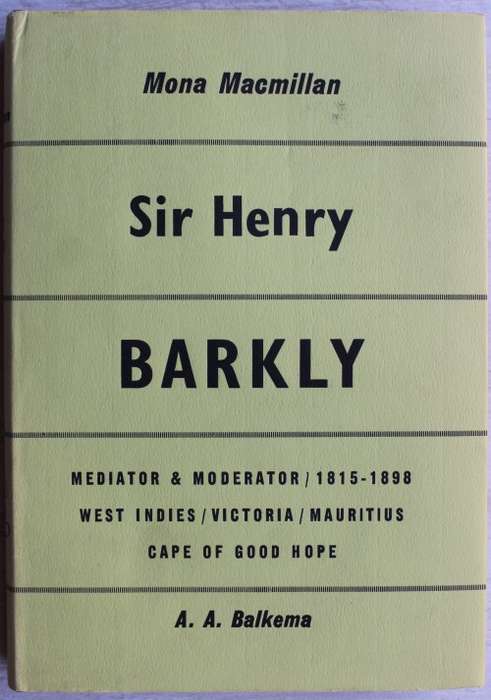 Mona Macmillan
Sir Henry
BARKLY
MEDIATOR & MODERATOR / 1815-1898
WEST INDIES / VICTORIA / MAURITIUS
CAPE OF GOOD HOPE
A. A. Balkema